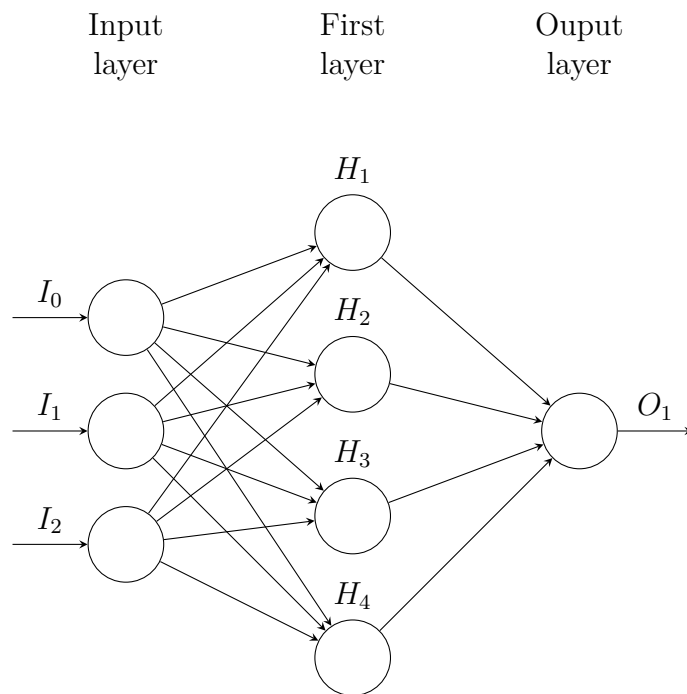 Input First Ouput
layer layer layer
H₁
I₀
H₂
I₁
O₁
H₃
I₂
H₄